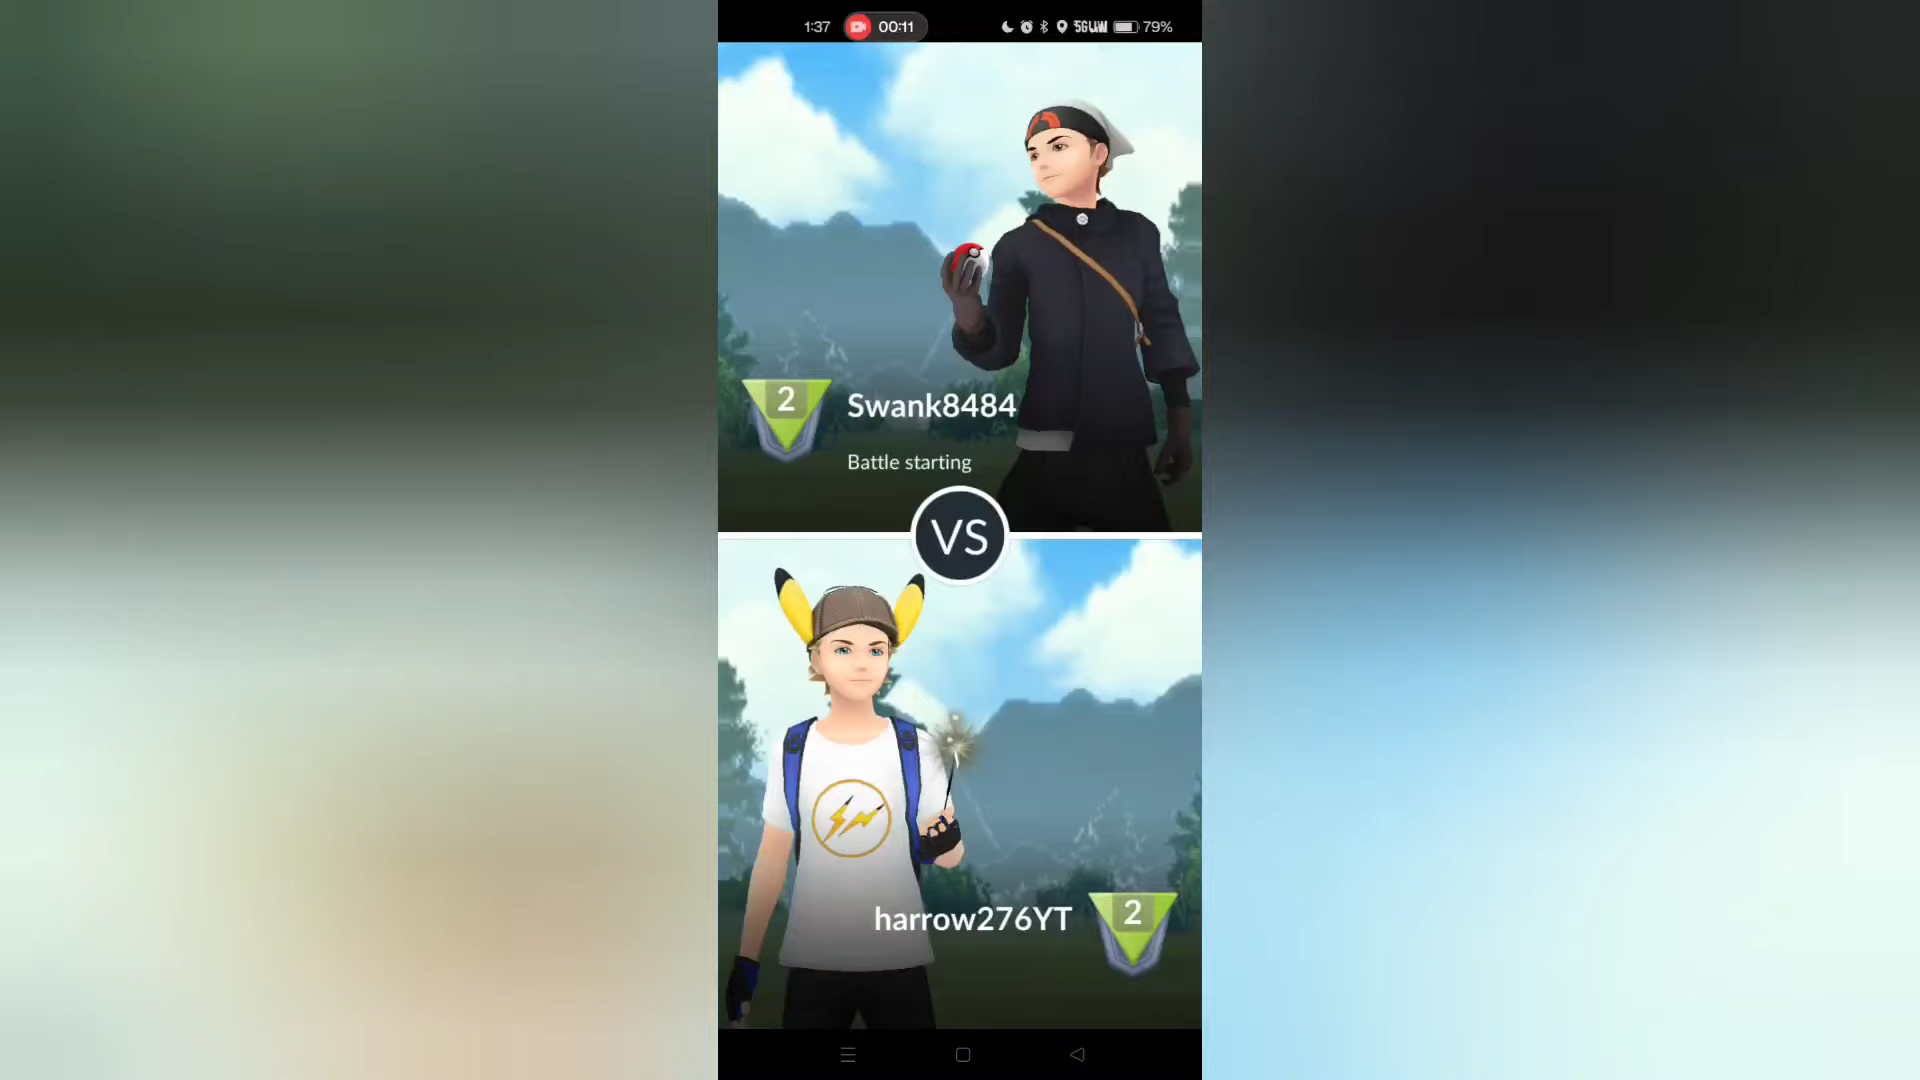 1:37 00:11 79%
2
Swank8484
Battle starting
VS
harrow276YT
2